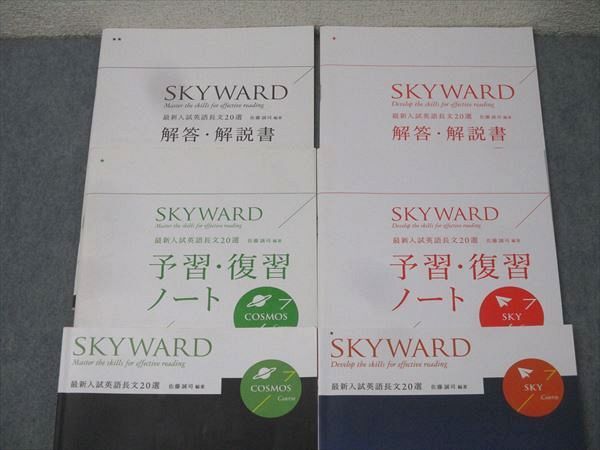 SKYWARD
Master the skills for effective reading
最新入試英語長文20選 佐藤誠司 編著
解答・解説書
SKYWARD
Develop the skills for effective reading
最新入試英語長文20選 佐藤誠司 編著
解答・解説書
SKYWARD
Master the skills for effective reading
最新入試英語長文20選 佐藤誠司 編著
予習・復習
ノート
COSMOS
SKYWARD
Develop the skills for effective reading
最新入試英語長文20選 佐藤誠司 編著
予習・復習
ノート
SKY
SKYWARD
Master the skills for effective reading
最新入試英語長文20選 佐藤誠司 編著
COSMOS
Course
SKYWARD
Develop the skills for effective reading
最新入試英語長文20選 佐藤誠司 編著
SKY
Course